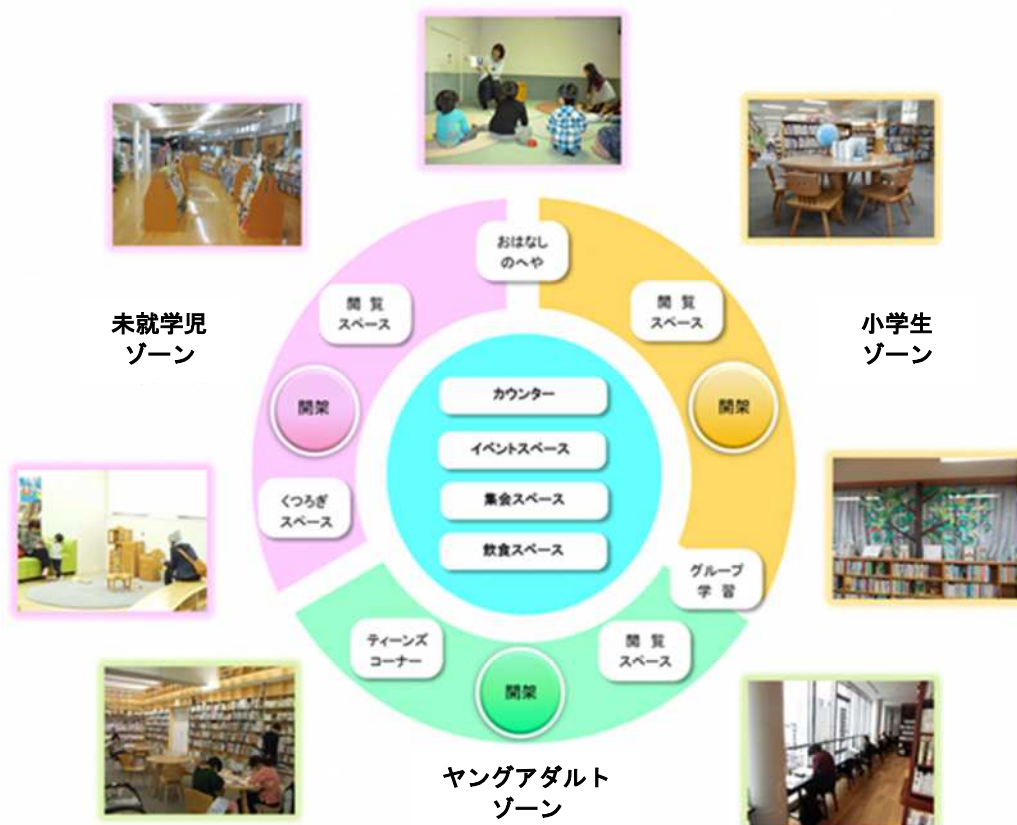 おはなし
のへや
閲覧
スペース
閲覧
スペース
未就学児
ゾーン
小学生
ゾーン
開架
開架
カウンター
イベントスペース
集会スペース
飲食スペース
くつろぎ
スペース
グループ
学習
ティーンズ
コーナー
開架
閲覧
スペース
ヤングアダルト
ゾーン